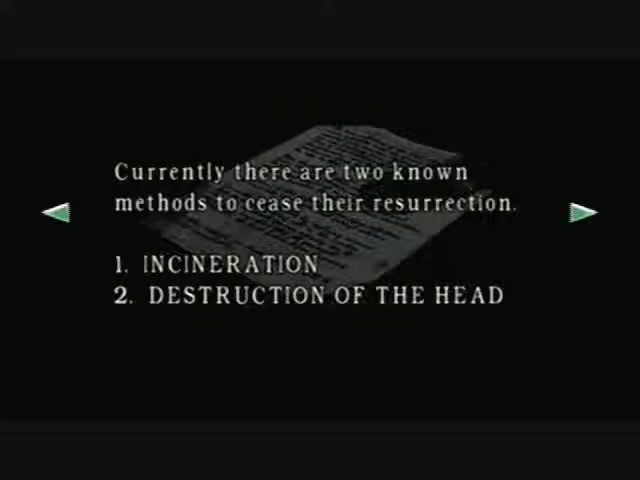 Currently there are two known
methods to cease their resurrection.
1. INCINERATION
2. DESTRUCTION OF THE HEAD